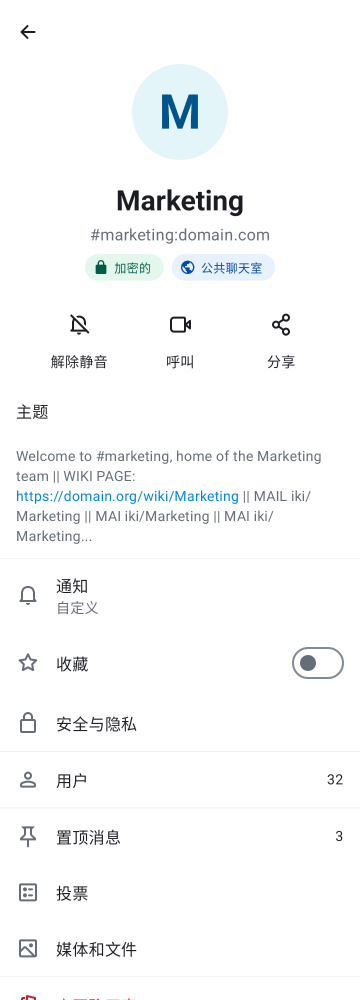 M
Marketing
#marketing:domain.com
加密的 公共聊天室
解除静音 呼叫 分享
主题
Welcome to #marketing, home of the Marketing
team || WIKI PAGE:
https://domain.org/wiki/Marketing || MAIL iki/
Marketing || MAI iki/Marketing || MAI iki/
Marketing...
通知
自定义
收藏
安全与隐私
用户 32
置顶消息 3
投票
媒体和文件